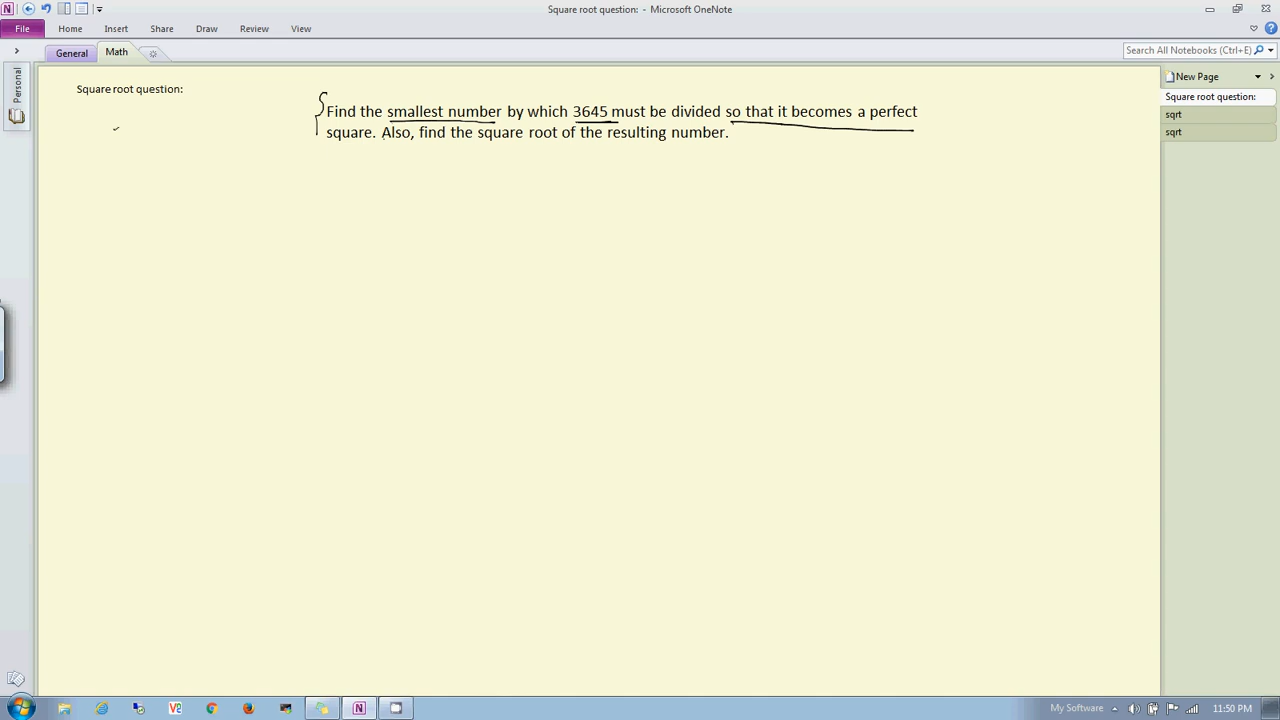 Square root question: - Microsoft OneNote
File Home Insert Share Draw Review View
General Math
Search All Notebooks (Ctrl+E)
Personal
New Page
Square root question:
sqrt
sqrt
Square root question:
Find the smallest number by which 3645 must be divided so that it becomes a perfect
square. Also, find the square root of the resulting number.
My Software 11:50 PM